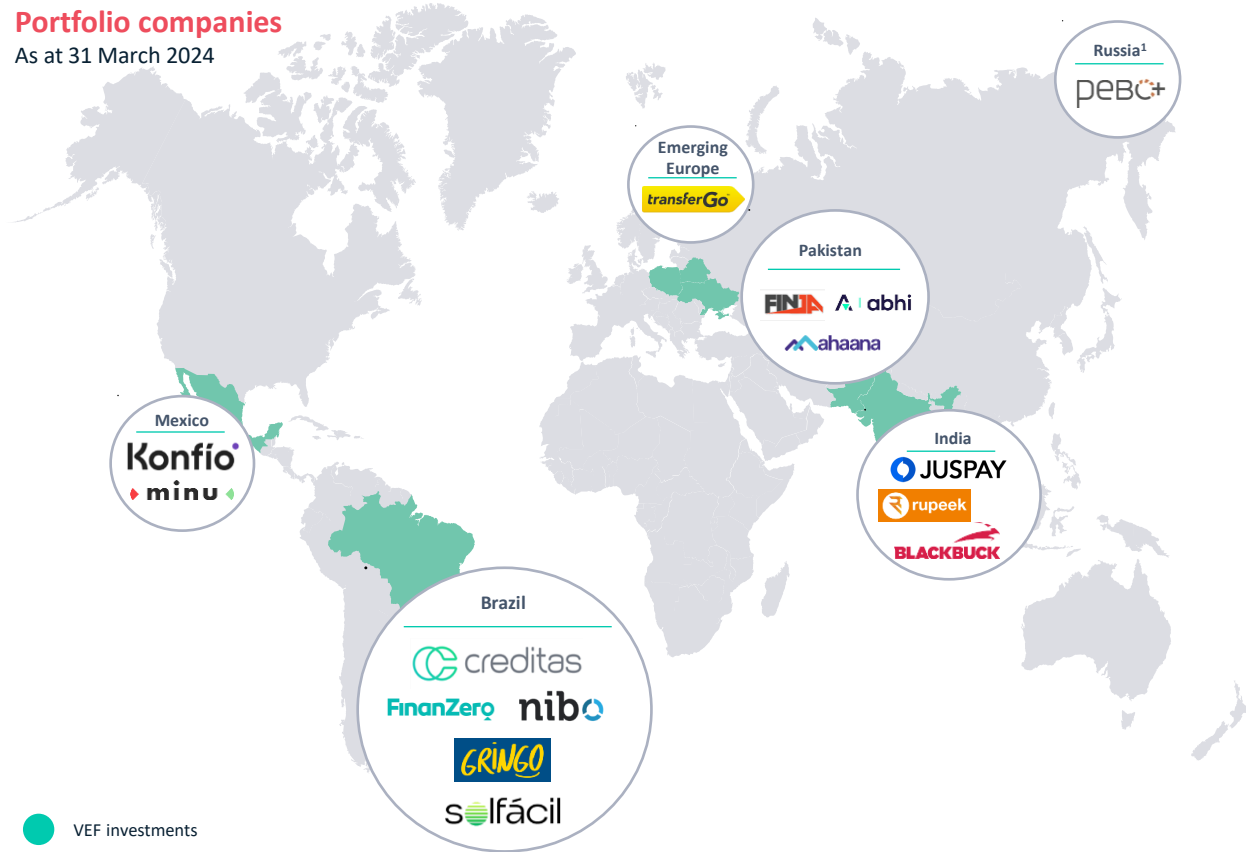 Portfolio companies
As at 31 March 2024
Russia¹
ревс+
Emerging
Europe
transferGo
Pakistan
FINJA
abhi
mahaana
Mexico
Konfío
minu
India
JUSPAY
rupeek
BLACKBUCK
Brazil
creditas
FinanZero
nibo
GRINGO
solfácil
VEF investments